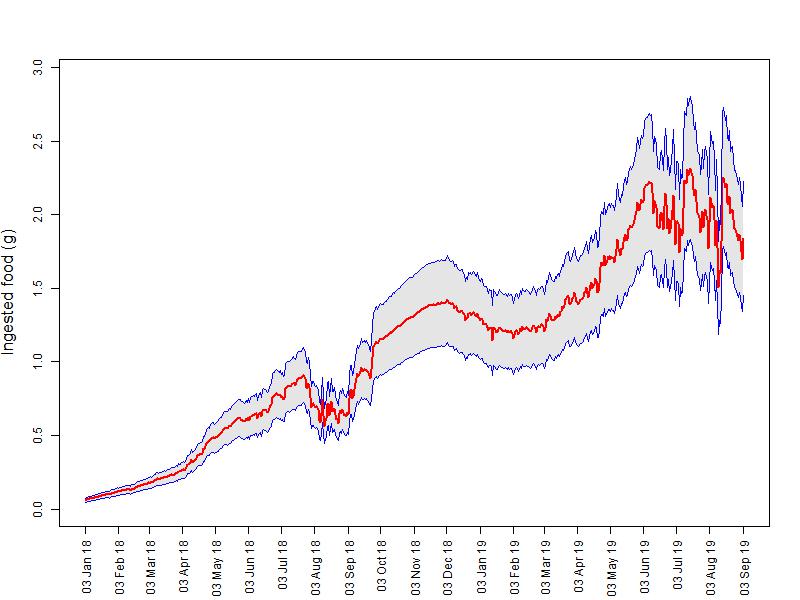 Ingested food (g)
3.0
2.5
2.0
1.5
1.0
0.5
0.0
03 Jan 18
03 Feb 18
03 Mar 18
03 Apr 18
03 May 18
03 Jun 18
03 Jul 18
03 Aug 18
03 Sep 18
03 Oct 18
03 Nov 18
03 Dec 18
03 Jan 19
03 Feb 19
03 Mar 19
03 Apr 19
03 May 19
03 Jun 19
03 Jul 19
03 Aug 19
03 Sep 19